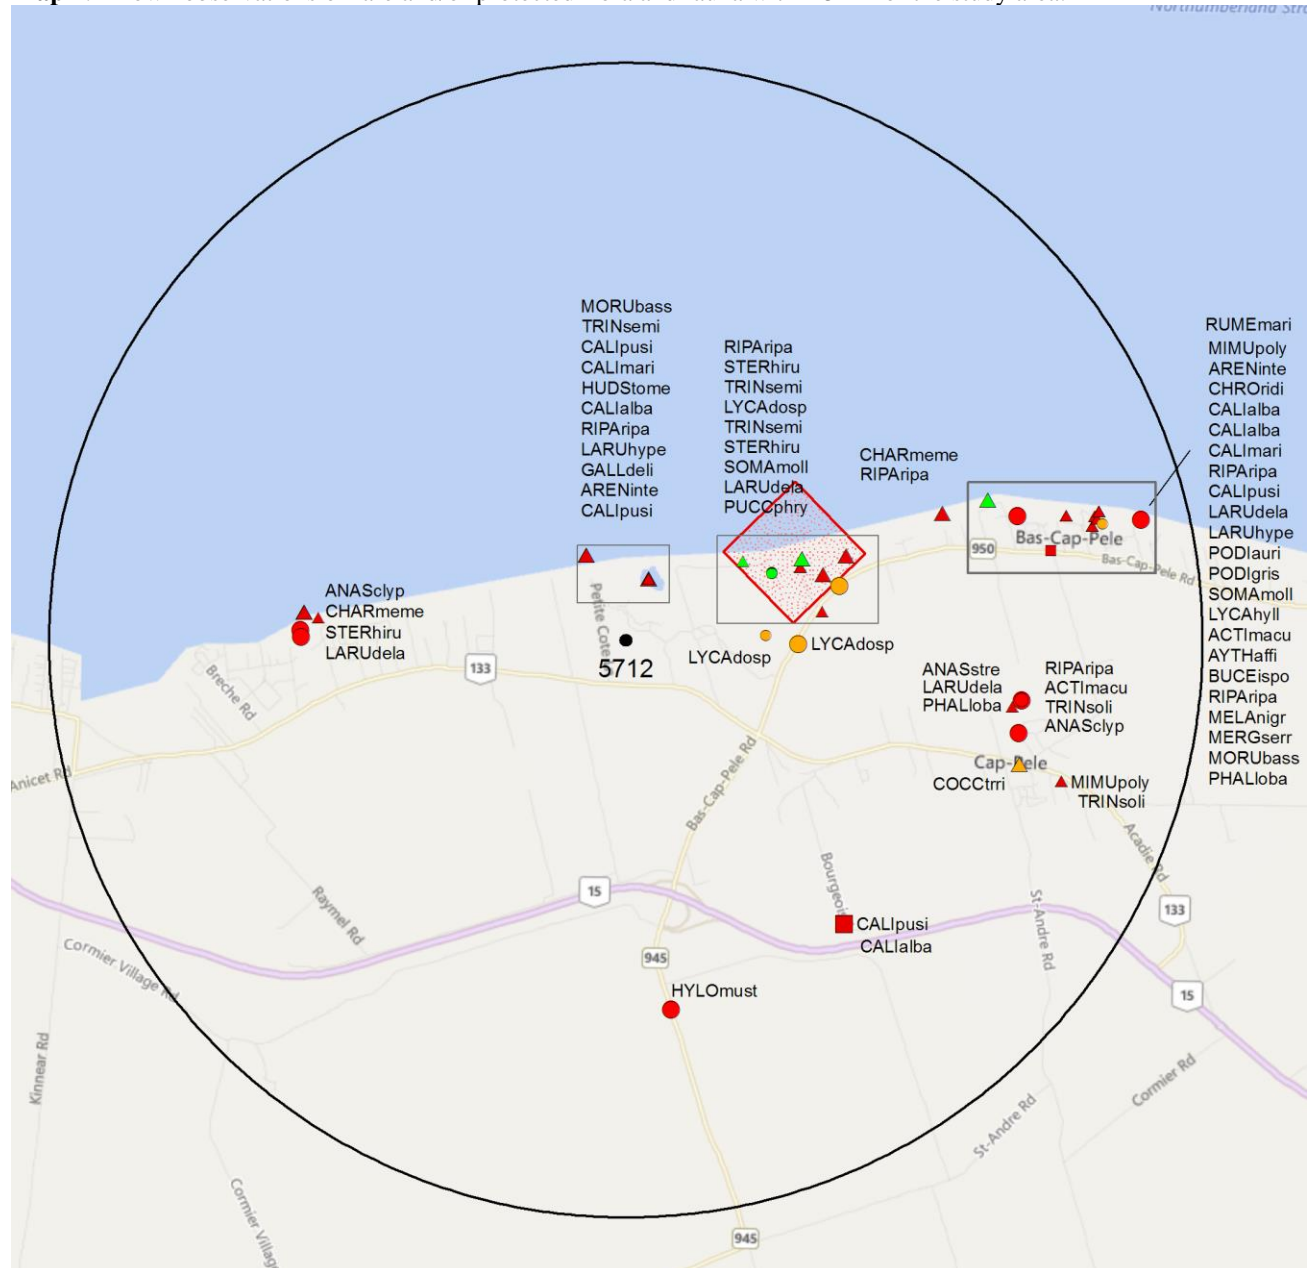 Northumberland Stra
MORUbass
TRINsemi
CALIpusi
CALImari
HUDStome
CALIalba
RIPAripa
LARUhype
GALLdeli
ARENinte
CALIpusi
RIPAripa
STERhiru
TRINsemi
LYCAdosp
TRINsemi
STERhiru
SOMAmoll
LARUdela
PUCCphry
CHARmeme
RIPAripa
RUMEmari
MIMUpoly
ARENinte
CHROridi
CALIalba
CALIalba
CALImari
RIPAripa
CALIpusi
LARUdela
LARUhype
PODIauri
PODIgris
SOMAmoll
LYCAhyll
ACTImacu
AYTHaffi
BUCEispo
RIPAripa
MELAnigr
MERGserr
MORUbass
PHALloba
Bas-Cap-Pele
950
Bas-Cap-Pele Rd
ANASclyp
CHARmeme
STERhiru
LARUdela
Petite Cote
5712
LYCAdosp
LYCAdosp
133
Breche Rd
ANASstre
LARUdela
PHALloba
RIPAripa
ACTImacu
TRINsoli
ANASclyp
Cap-Pele
COCCtrri
MIMUpoly
TRINsoli
Anicet Rd
Bas-Cap-Pele Rd
Acadie Rd
Bourgeois
15
Raymel Rd
St-Andre Rd
133
CALIpusi
CALIalba
Cormier Village Rd
945
HYLOmust
15
Kinnear Rd
Cormier Rd
St-Andre Rd
Cormier Village
945